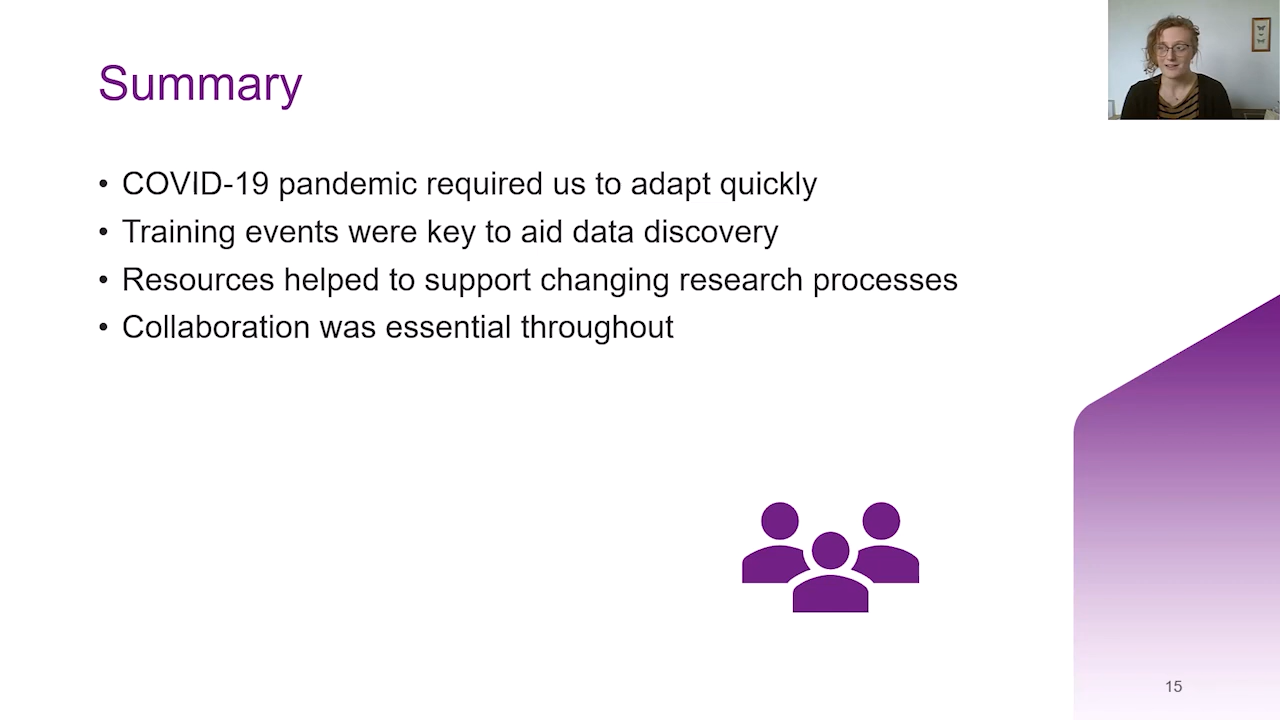 Summary
• COVID-19 pandemic required us to adapt quickly
• Training events were key to aid data discovery
• Resources helped to support changing research processes
• Collaboration was essential throughout
15